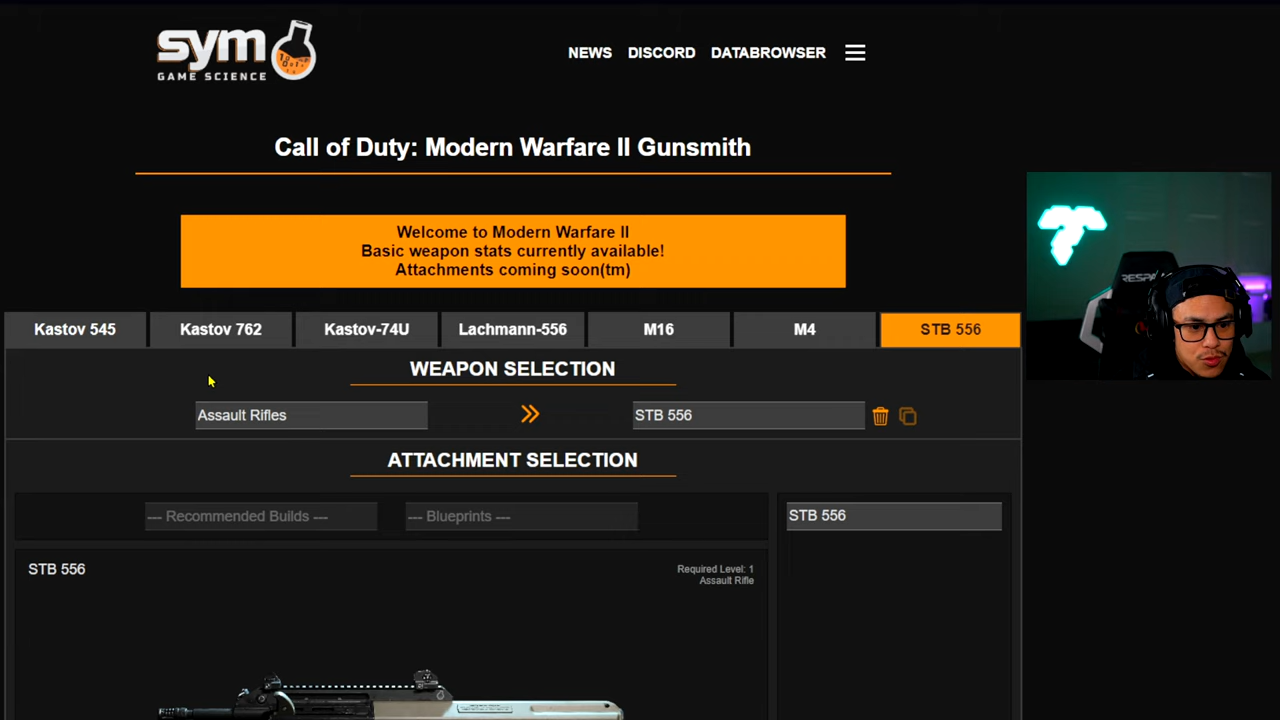 sym
GAME SCIENCE
NEWS DISCORD DATABROWSER
Call of Duty: Modern Warfare II Gunsmith
Welcome to Modern Warfare II
Basic weapon stats currently available!
Attachments coming soon(tm)
Kastov 545 Kastov 762 Kastov-74U Lachmann-556 M16 M4 STB 556
WEAPON SELECTION
Assault Rifles STB 556
ATTACHMENT SELECTION
--- Recommended Builds --- --- Blueprints --- STB 556
STB 556 Required Level: 1
Assault Rifle
RESPA